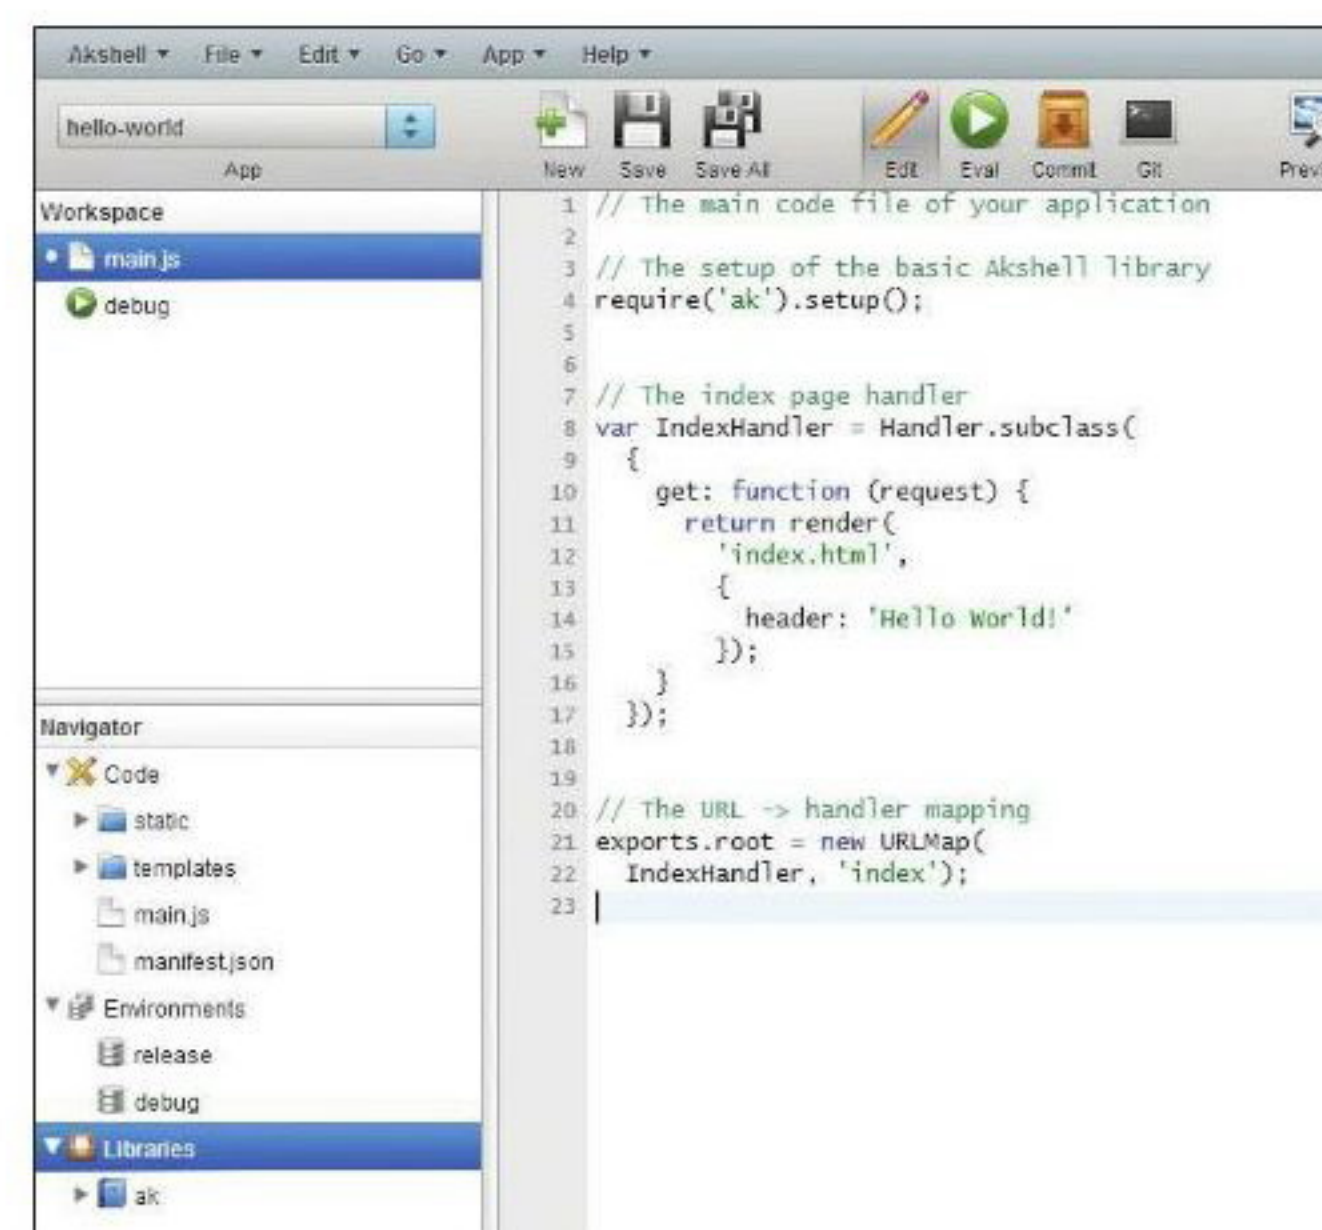 Akshell File Edit Go App Help
hello-world
App
New Save Save All Edit Eval Commit Git
Workspace
main.js
debug
Navigator
Code
static
templates
main.js
manifest.json
Environments
release
debug
Libraries
ak
1 // The main code file of your application
2
3 // The setup of the basic Akshell library
4 require('ak').setup();
5
6
7 // The index page handler
8 var IndexHandler = Handler.subclass(
9 {
10 get: function (request) {
11 return render(
12 'index.html',
13 {
14 header: 'Hello World!'
15 });
16 }
17 });
18
19
20 // The URL -> handler mapping
21 exports.root = new URLMap(
22 IndexHandler, 'index');
23